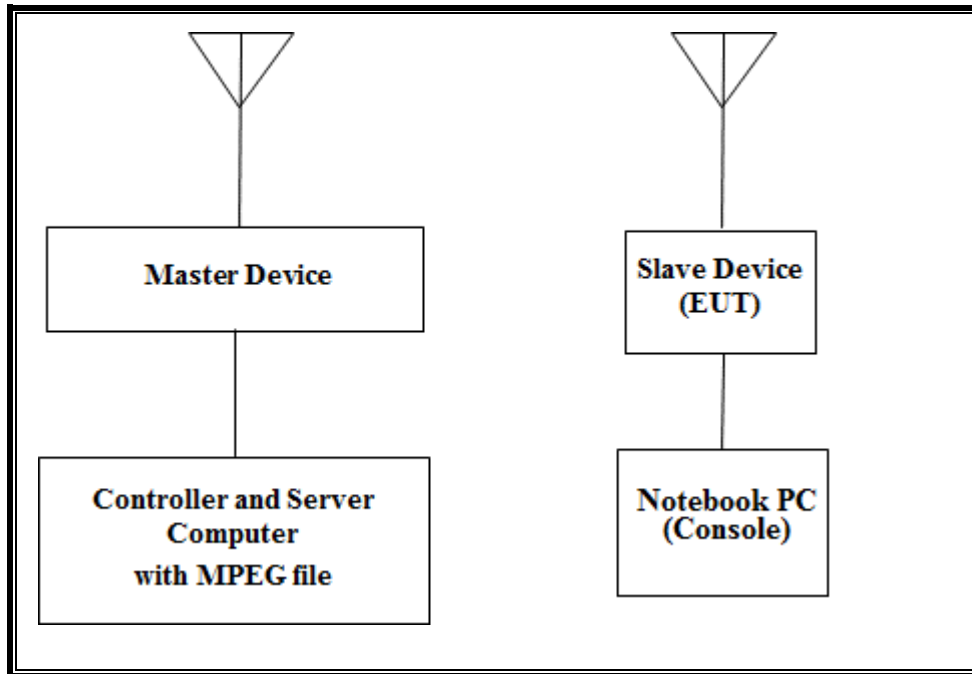 Master Device
Controller and Server
Computer
with MPEG file
Slave Device
(EUT)
Notebook PC
(Console)